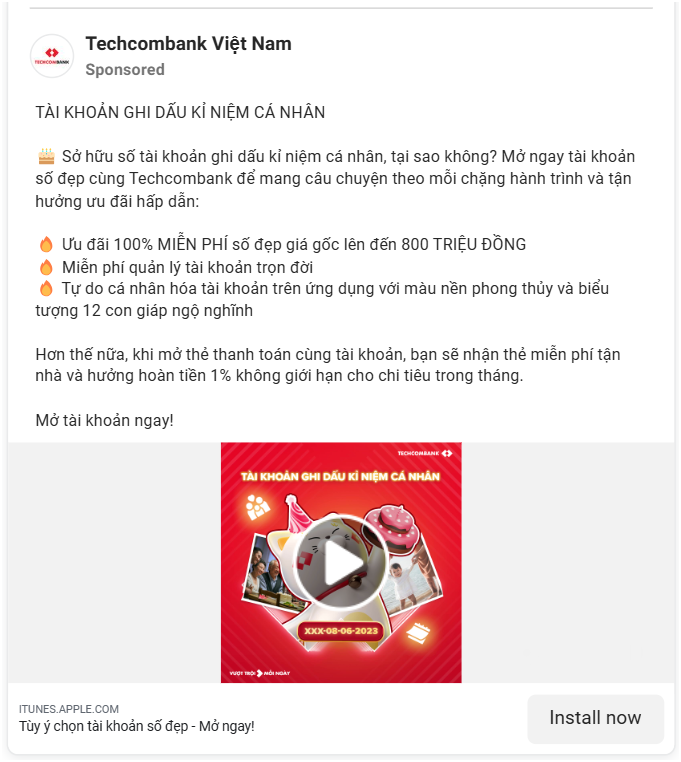 TECHCOMBANK
Techcombank Việt Nam
Sponsored
TÀI KHOẢN GHI DẤU KỈ NIỆM CÁ NHÂN
🎂 Sở hữu số tài khoản ghi dấu kỉ niệm cá nhân, tại sao không? Mở ngay tài khoản
số đẹp cùng Techcombank để mang câu chuyện theo mỗi chặng hành trình và tận
hưởng ưu đãi hấp dẫn:
🔥 Ưu đãi 100% MIỄN PHÍ số đẹp giá gốc lên đến 800 TRIỆU ĐỒNG
🔥 Miễn phí quản lý tài khoản trọn đời
🔥 Tự do cá nhân hóa tài khoản trên ứng dụng với màu nền phong thủy và biểu
tượng 12 con giáp ngộ nghĩnh
Hơn thế nữa, khi mở thẻ thanh toán cùng tài khoản, bạn sẽ nhận thẻ miễn phí tận
nhà và hưởng hoàn tiền 1% không giới hạn cho chi tiêu trong tháng.
Mở tài khoản ngay!
TECHCOMBANK
TÀI KHOẢN GHI DẤU KỈ NIỆM CÁ NHÂN
XXX-08-06-2023
VƯỢT TRỘI MỖI NGÀY
ITUNES.APPLE.COM
Tùy ý chọn tài khoản số đẹp - Mở ngay!
Install now